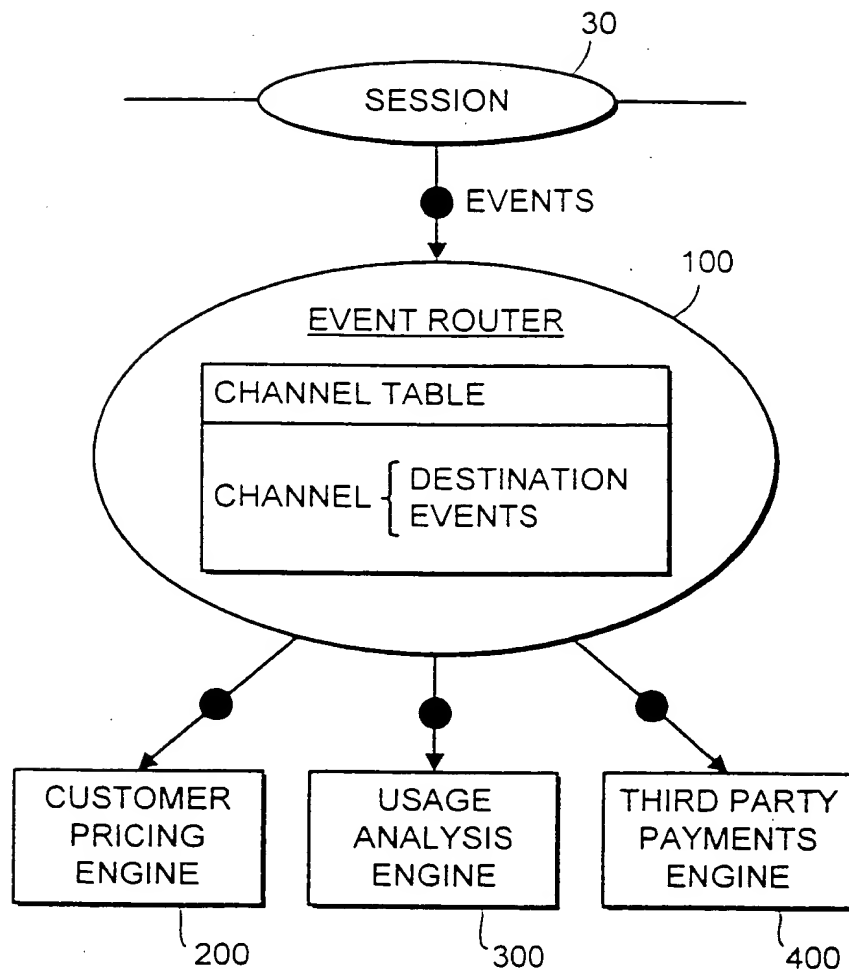 30
SESSION
EVENTS
100
EVENT ROUTER
CHANNEL TABLE
CHANNEL { DESTINATION
EVENTS
CUSTOMER
PRICING
ENGINE
200
USAGE
ANALYSIS
ENGINE
300
THIRD PARTY
PAYMENTS
ENGINE
400